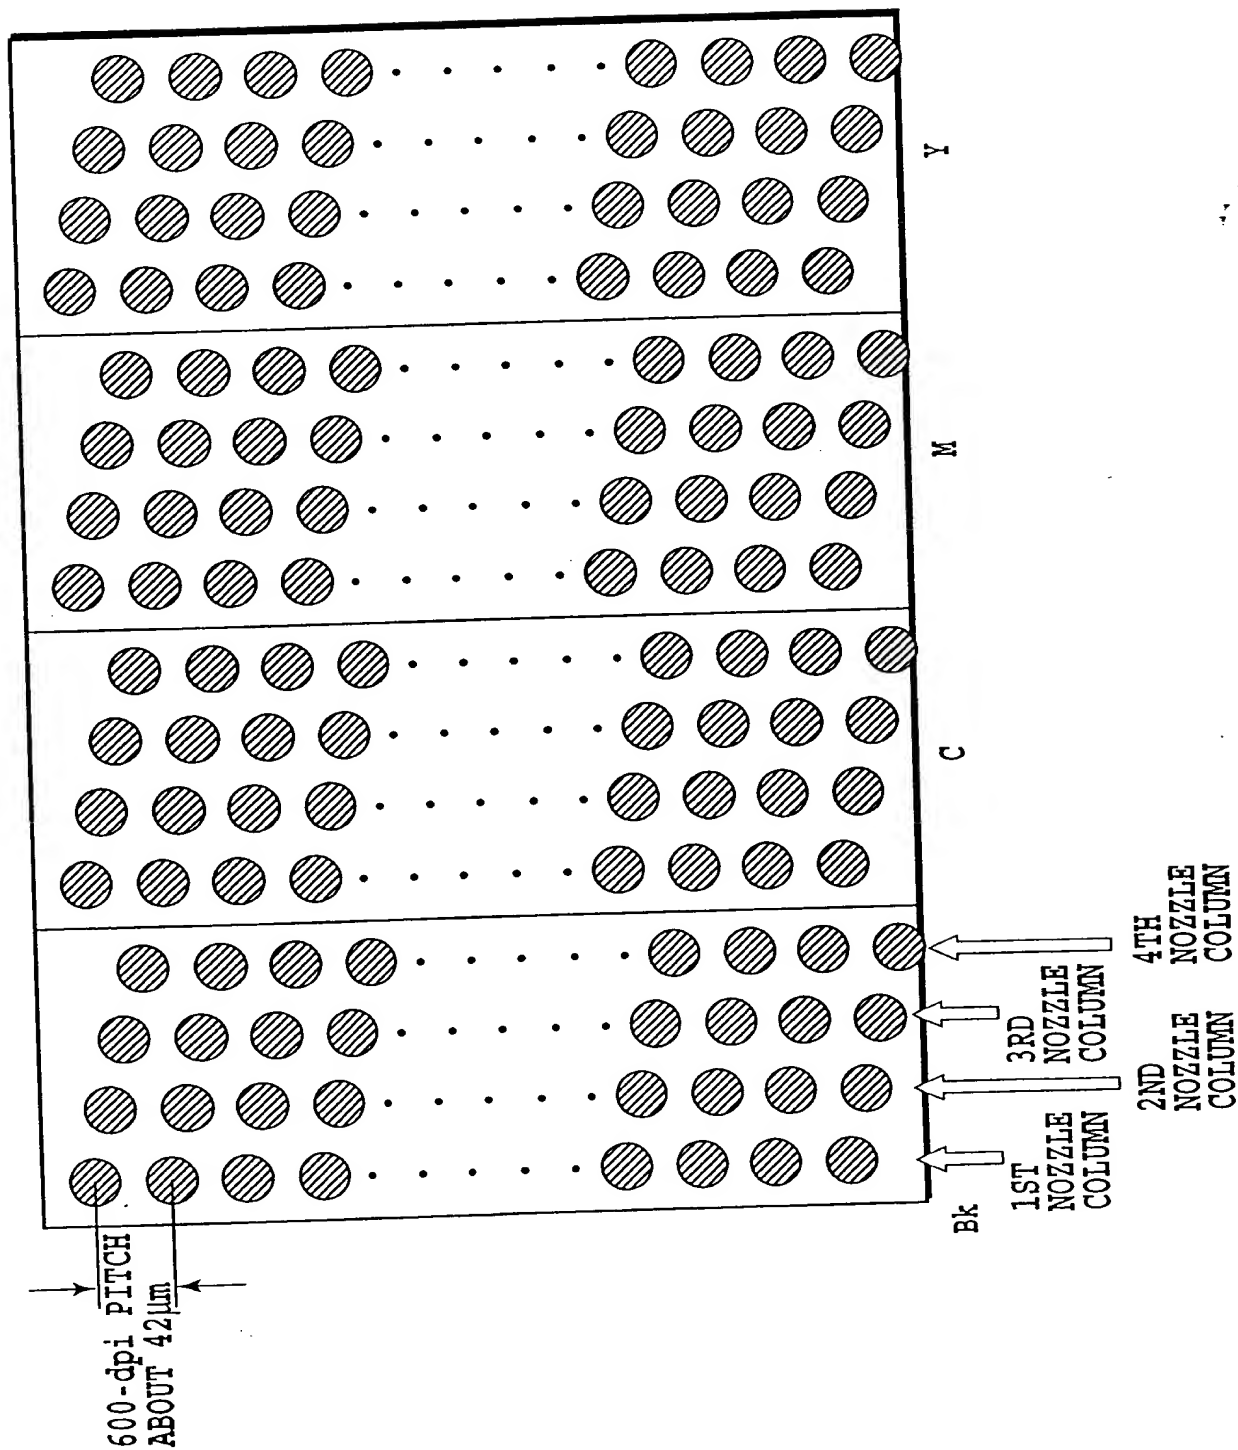 600-dpi PITCH
ABOUT 42µm
Bk
C
M
Y
1ST
NOZZLE
COLUMN
2ND
NOZZLE
COLUMN
3RD
NOZZLE
COLUMN
4TH
NOZZLE
COLUMN